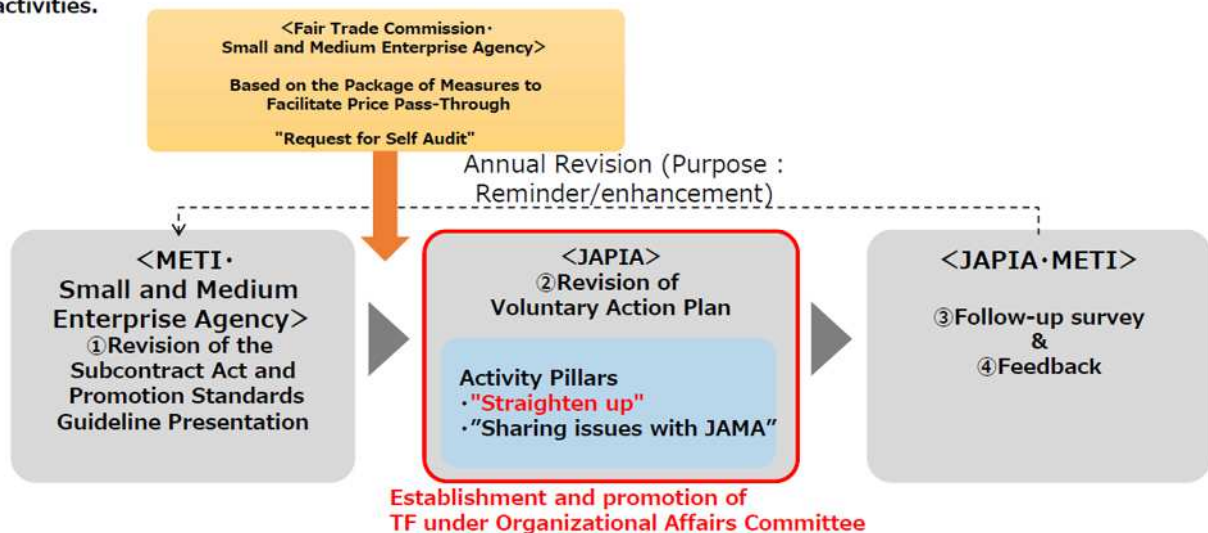 activities.
<Fair Trade Commission・
Small and Medium Enterprise Agency>
Based on the Package of Measures to
Facilitate Price Pass-Through
"Request for Self Audit"
Annual Revision (Purpose :
Reminder/enhancement)
<METI・
Small and Medium
Enterprise Agency>
①Revision of the
Subcontract Act and
Promotion Standards
Guideline Presentation
<JAPIA>
②Revision of
Voluntary Action Plan
Activity Pillars
・"Straighten up"
・"Sharing issues with JAMA"
Establishment and promotion of
TF under Organizational Affairs Committee
<JAPIA・METI>
③Follow-up survey
&
④Feedback